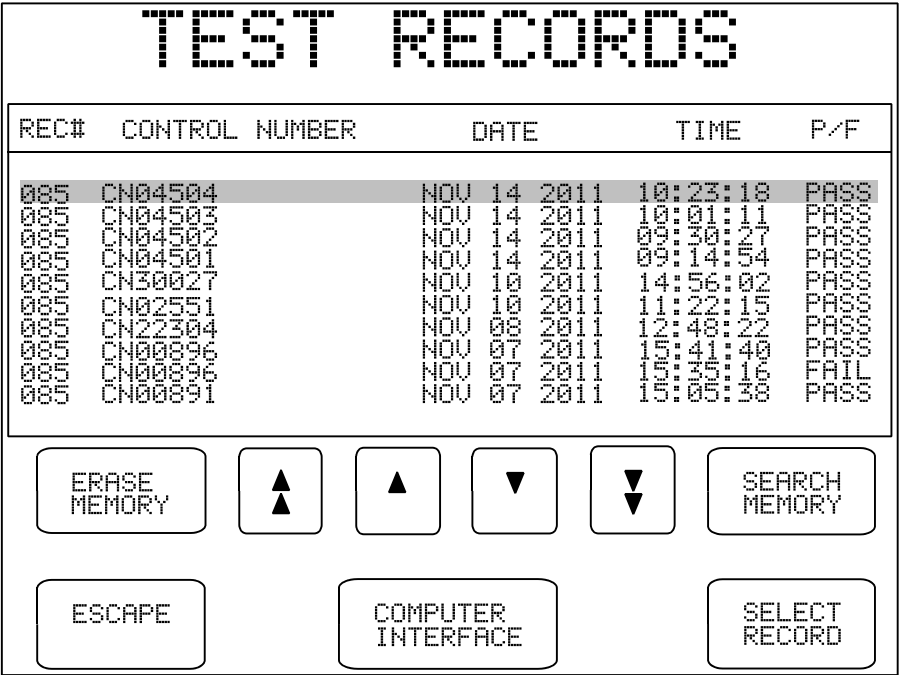 TEST RECORDS
REC# CONTROL NUMBER DATE TIME P/F
085 CN04504 NOV 14 2011 10:23:18 PASS
085 CN04503 NOV 14 2011 10:01:11 PASS
085 CN04502 NOV 14 2011 09:30:27 PASS
085 CN04501 NOV 14 2011 09:14:54 PASS
085 CN30027 NOV 10 2011 14:56:02 PASS
085 CN02551 NOV 10 2011 11:22:15 PASS
085 CN22304 NOV 08 2011 12:48:22 PASS
085 CN00896 NOV 07 2011 15:41:40 PASS
085 CN00896 NOV 07 2011 15:35:16 FAIL
085 CN00891 NOV 07 2011 15:05:38 PASS
ERASE
MEMORY
SEARCH
MEMORY
ESCAPE
COMPUTER
INTERFACE
SELECT
RECORD